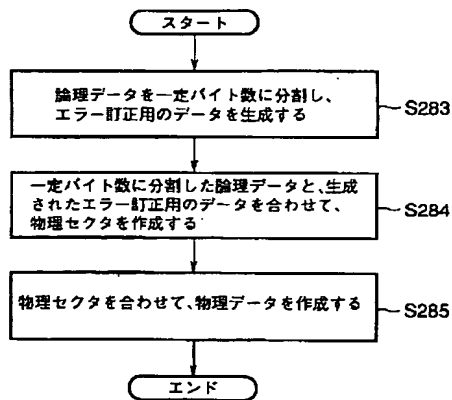 スタート
論理データを一定バイト数に分割し、
エラー訂正用のデータを生成する
S283
一定バイト数に分割した論理データと、生成
されたエラー訂正用のデータを合わせて、
物理セクタを作成する
S284
物理セクタを合わせて、物理データを作成する
S285
エンド